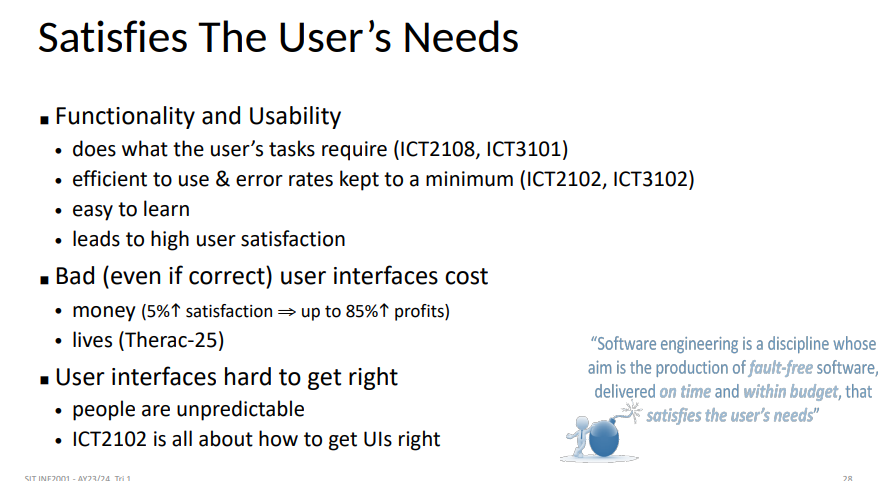 Satisfies The User’s Needs
▪ Functionality and Usability
• does what the user’s tasks require (ICT2108, ICT3101)
• efficient to use & error rates kept to a minimum (ICT2102, ICT3102)
• easy to learn
• leads to high user satisfaction
▪ Bad (even if correct) user interfaces cost
• money (5%↑ satisfaction ⇒ up to 85%↑ profits)
• lives (Therac-25)
▪ User interfaces hard to get right
• people are unpredictable
• ICT2102 is all about how to get UIs right
“Software engineering is a discipline whose
aim is the production of fault-free software,
delivered on time and within budget, that
satisfies the user’s needs”
SIT INF2001 - AY23/24, Tri 1
28